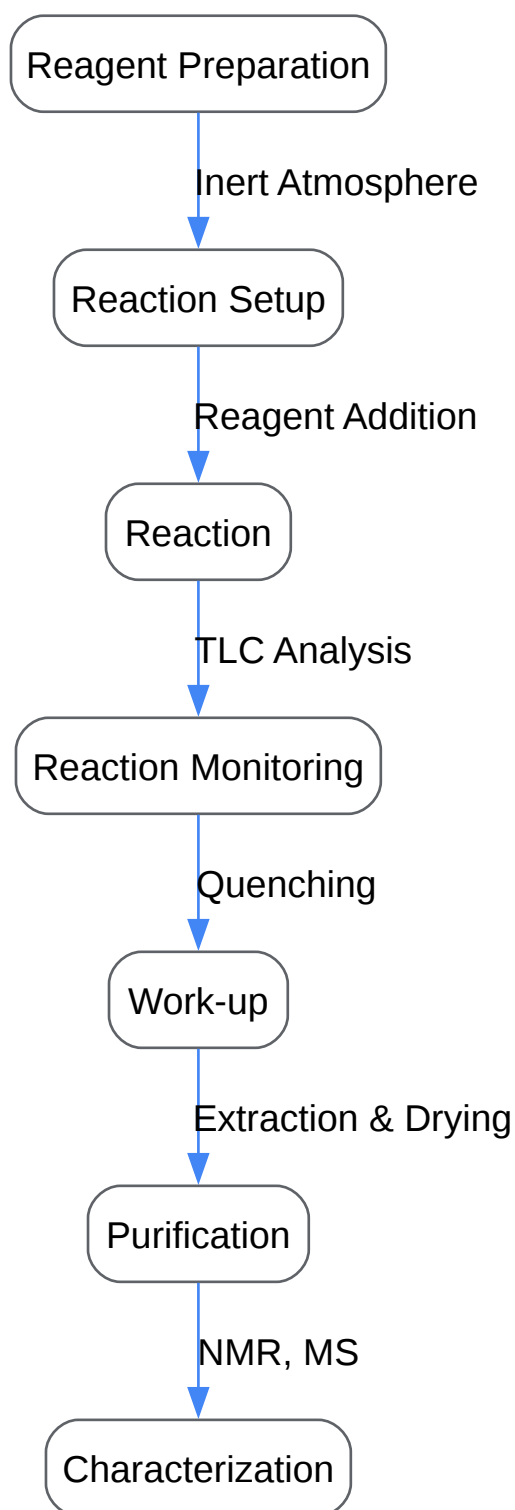 Reagent Preparation
Inert Atmosphere
Reaction Setup
Reagent Addition
Reaction
TLC Analysis
Reaction Monitoring
Quenching
Work-up
Extraction & Drying
Purification
NMR, MS
Characterization